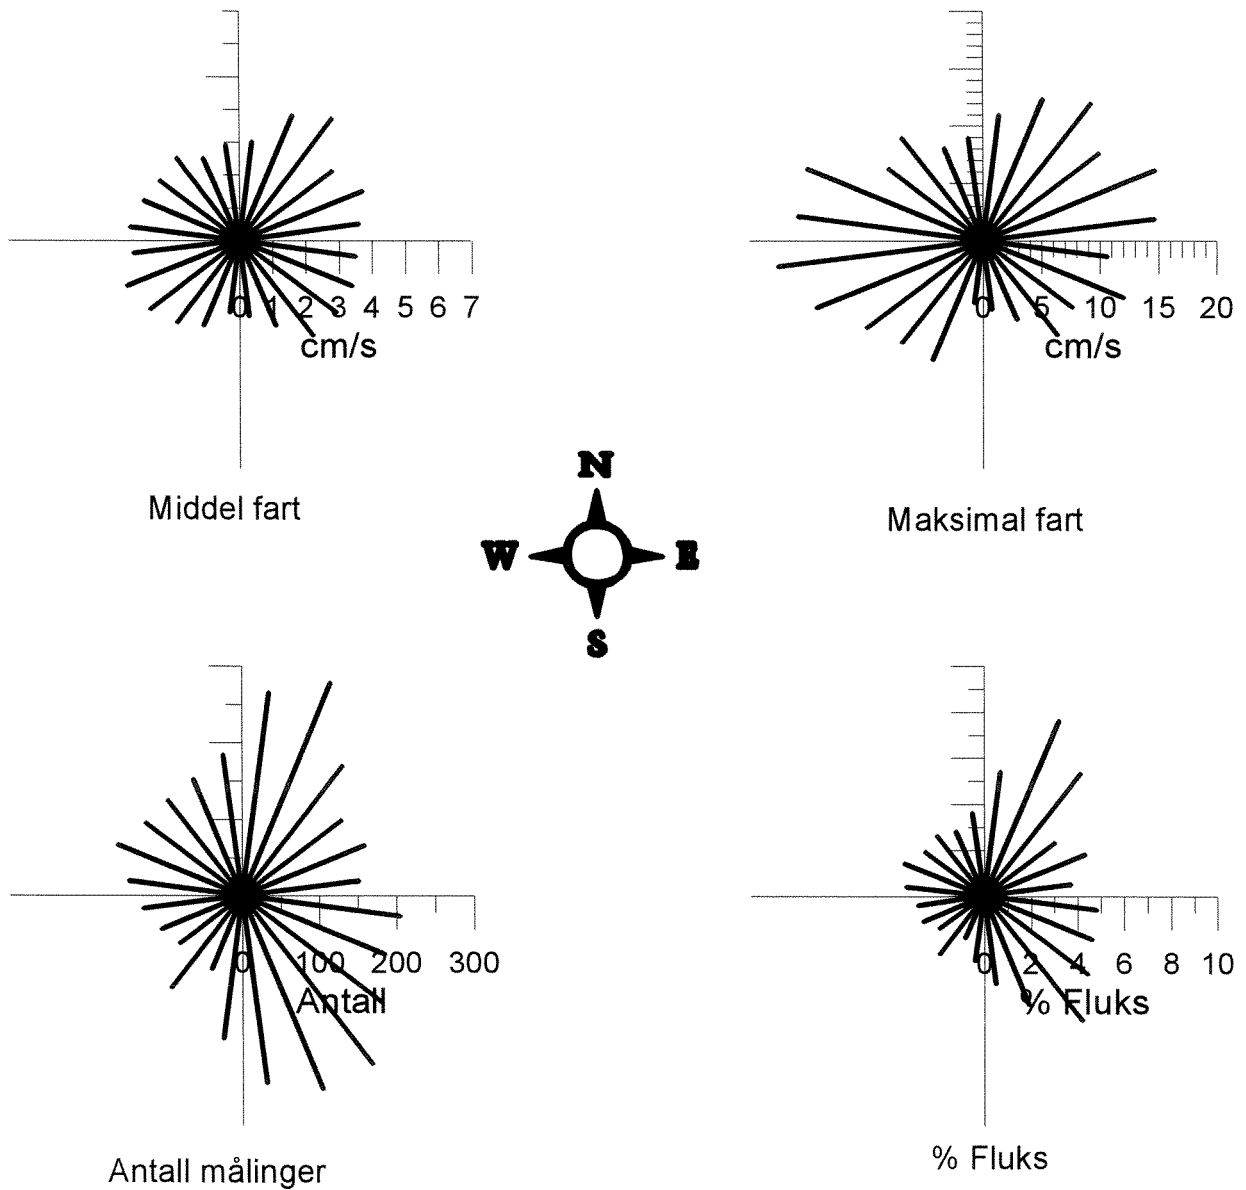 0 1 2 3 4 5 6 7
cm/s
Middel fart
0 5 10 15 20
cm/s
Maksimal fart
N
W E
S
0 100 200 300
Antall
Antall målinger
0 2 4 6 8 10
% Fluks
% Fluks